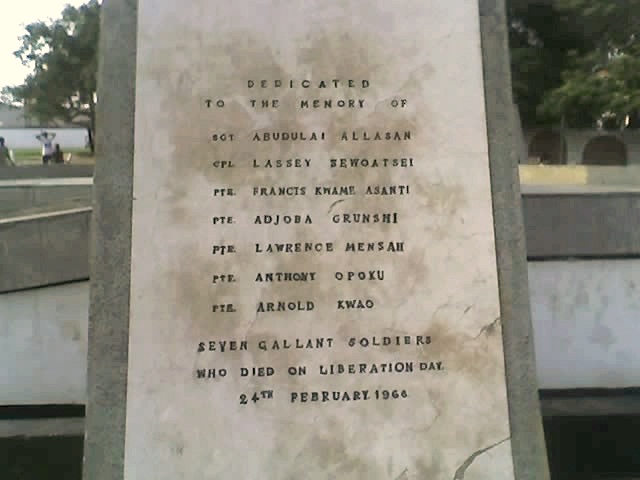 DEDICATED
TO THE MEMORY OF
SGT ABUDULAI ALLASAN
CPL. LASSEY BEWOATSEI
PTE. FRANCIS KWAME ASANTI
PTE. ADJOBA GRUNSHI
PTE. LAWRENCE MENSAH
PTE. ANTHONY OPOKU
PTE. ARNOLD KWAO
SEVEN GALLANT SOLDIERS
WHO DIED ON LIBERATION DAY.
24TH FEBRUARY. 1966